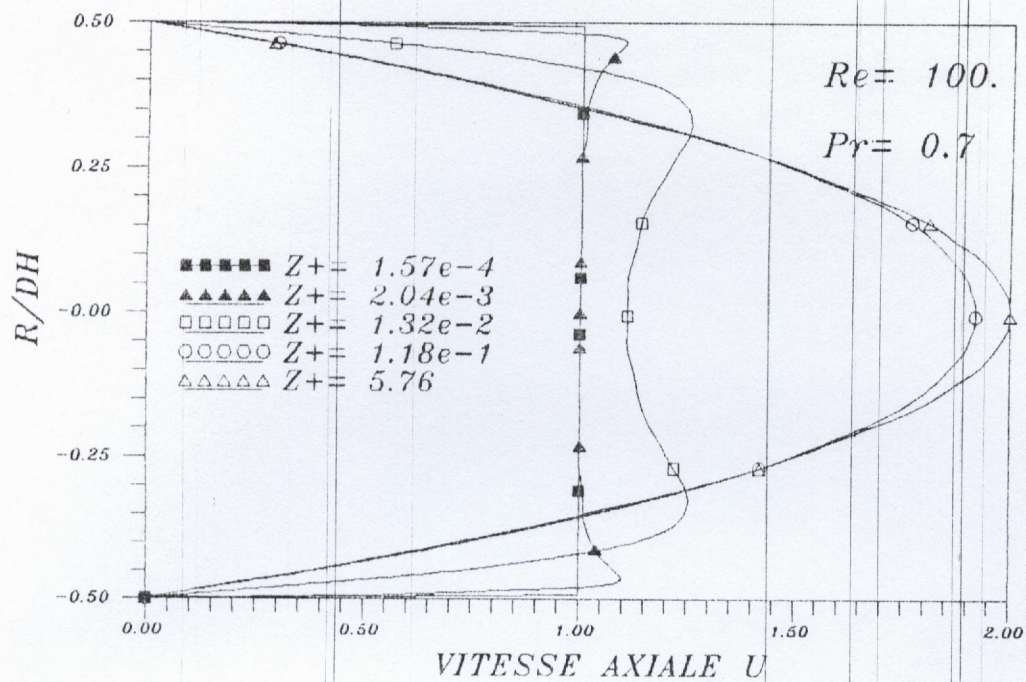 0.50
Re= 100.
Pr= 0.7
0.25
R/DH
Z+= 1.57e-4
Z+= 2.04e-3
-0.00
Z+= 1.32e-2
Z+= 1.18e-1
Z+= 5.76
-0.25
-0.50
0.00 0.50 1.00 1.50 2.00
VITESSE AXIALE U